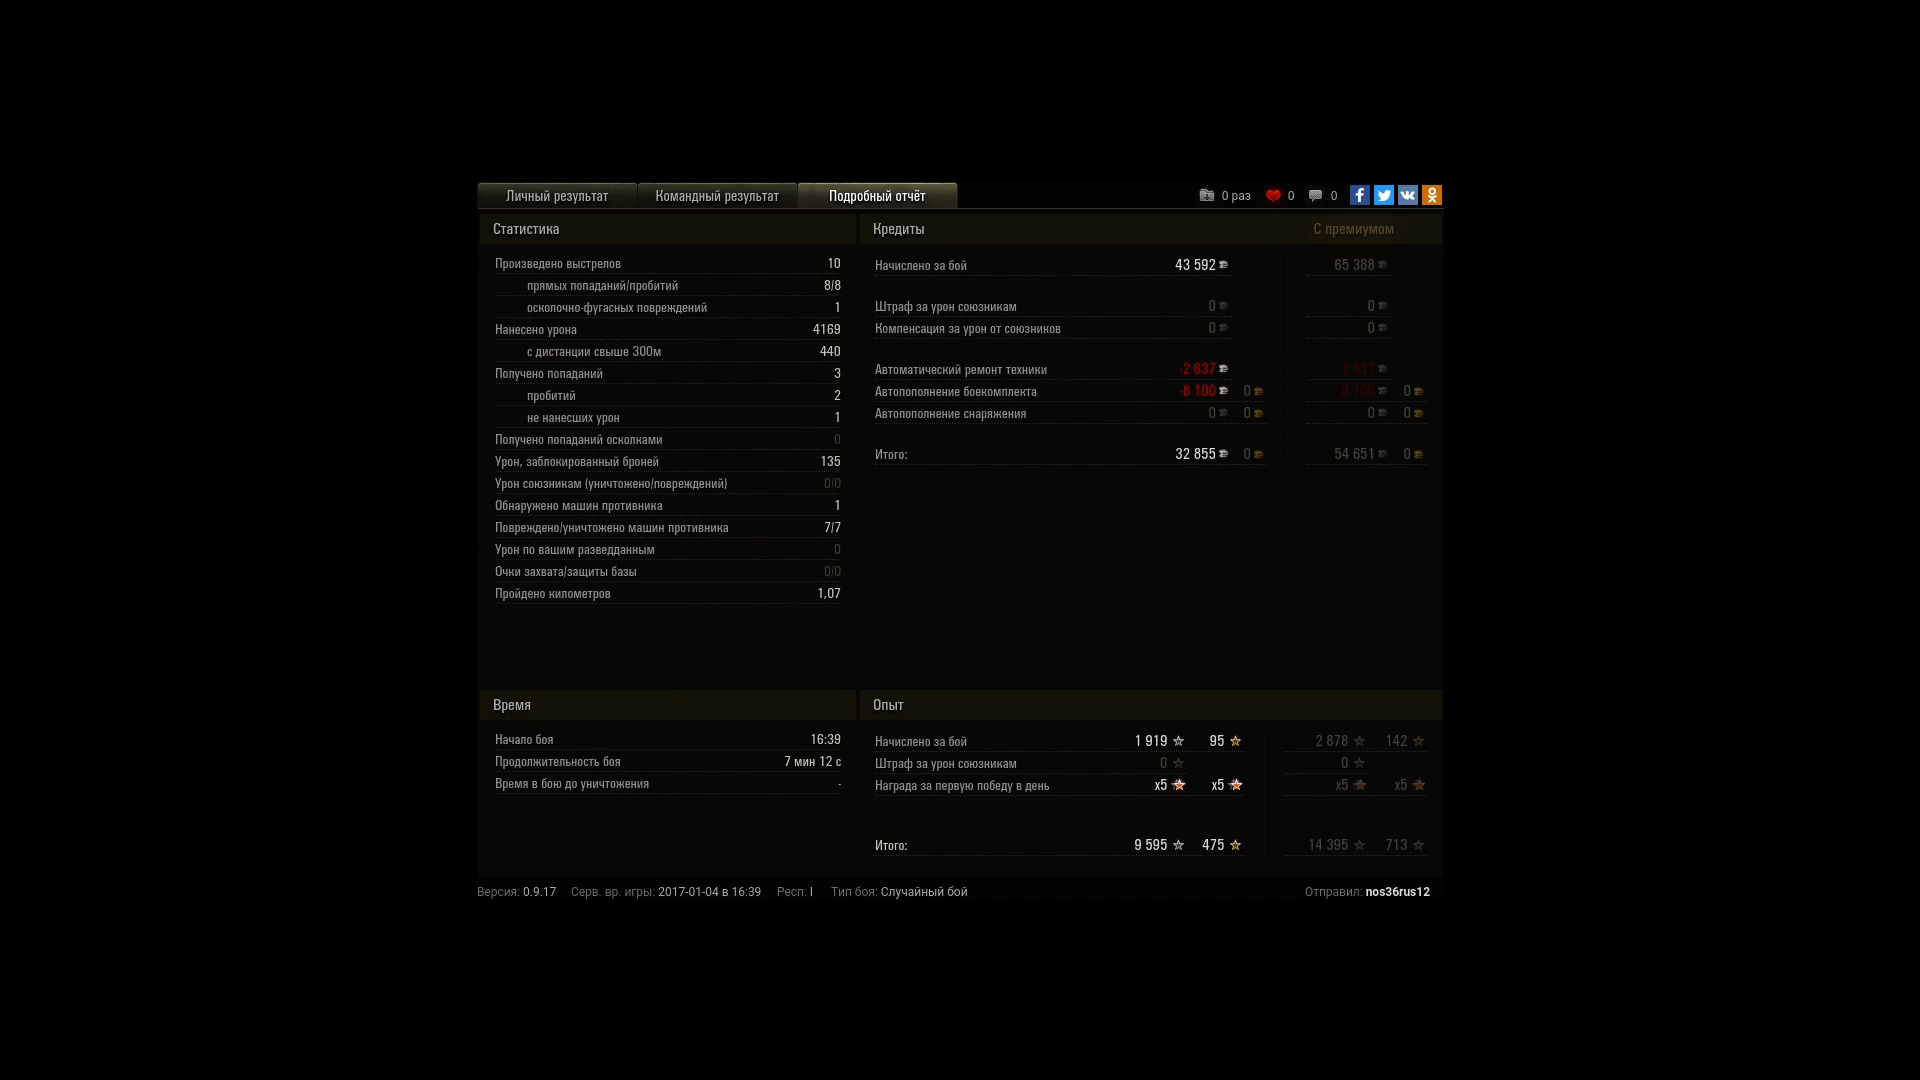 Личный результат Командный результат Подробный отчёт 0 раз 0 0
Статистика
Произведено выстрелов 10
прямых попаданий/пробитий 8/8
осколочно-фугасных повреждений 1
Нанесено урона 4169
с дистанции свыше 300м 440
Получено попаданий 3
пробитий 2
не нанесших урон 1
Получено попаданий осколками 0
Урон, заблокированный броней 135
Урон союзникам (уничтожено/повреждений) 0/0
Обнаружено машин противника 1
Повреждено/уничтожено машин противника 7/7
Урон по вашим разведданным 0
Очки захвата/защиты базы 0/0
Пройдено километров 1,07
Кредиты С премиумом
Начислено за бой 43 592 65 388
Штраф за урон союзникам 0 0
Компенсация за урон от союзников 0 0
Автоматический ремонт техники -2 637 -2 637
Автопополнение боекомплекта -8 100 0 -8 100 0
Автопополнение снаряжения 0 0 0 0
Итого: 32 855 0 54 651 0
Время
Начало боя 16:39
Продолжительность боя 7 мин 12 с
Время в бою до уничтожения -
Опыт
Начислено за бой 1 919 95 2 878 142
Штраф за урон союзникам 0 0
Награда за первую победу в день x5 x5 x5 x5
Итого: 9 595 475 14 395 713
Версия: 0.9.17 Серв. вр. игры: 2017-01-04 в 16:39 Респ: I Тип боя: Случайный бой Отправил: nos36rus12